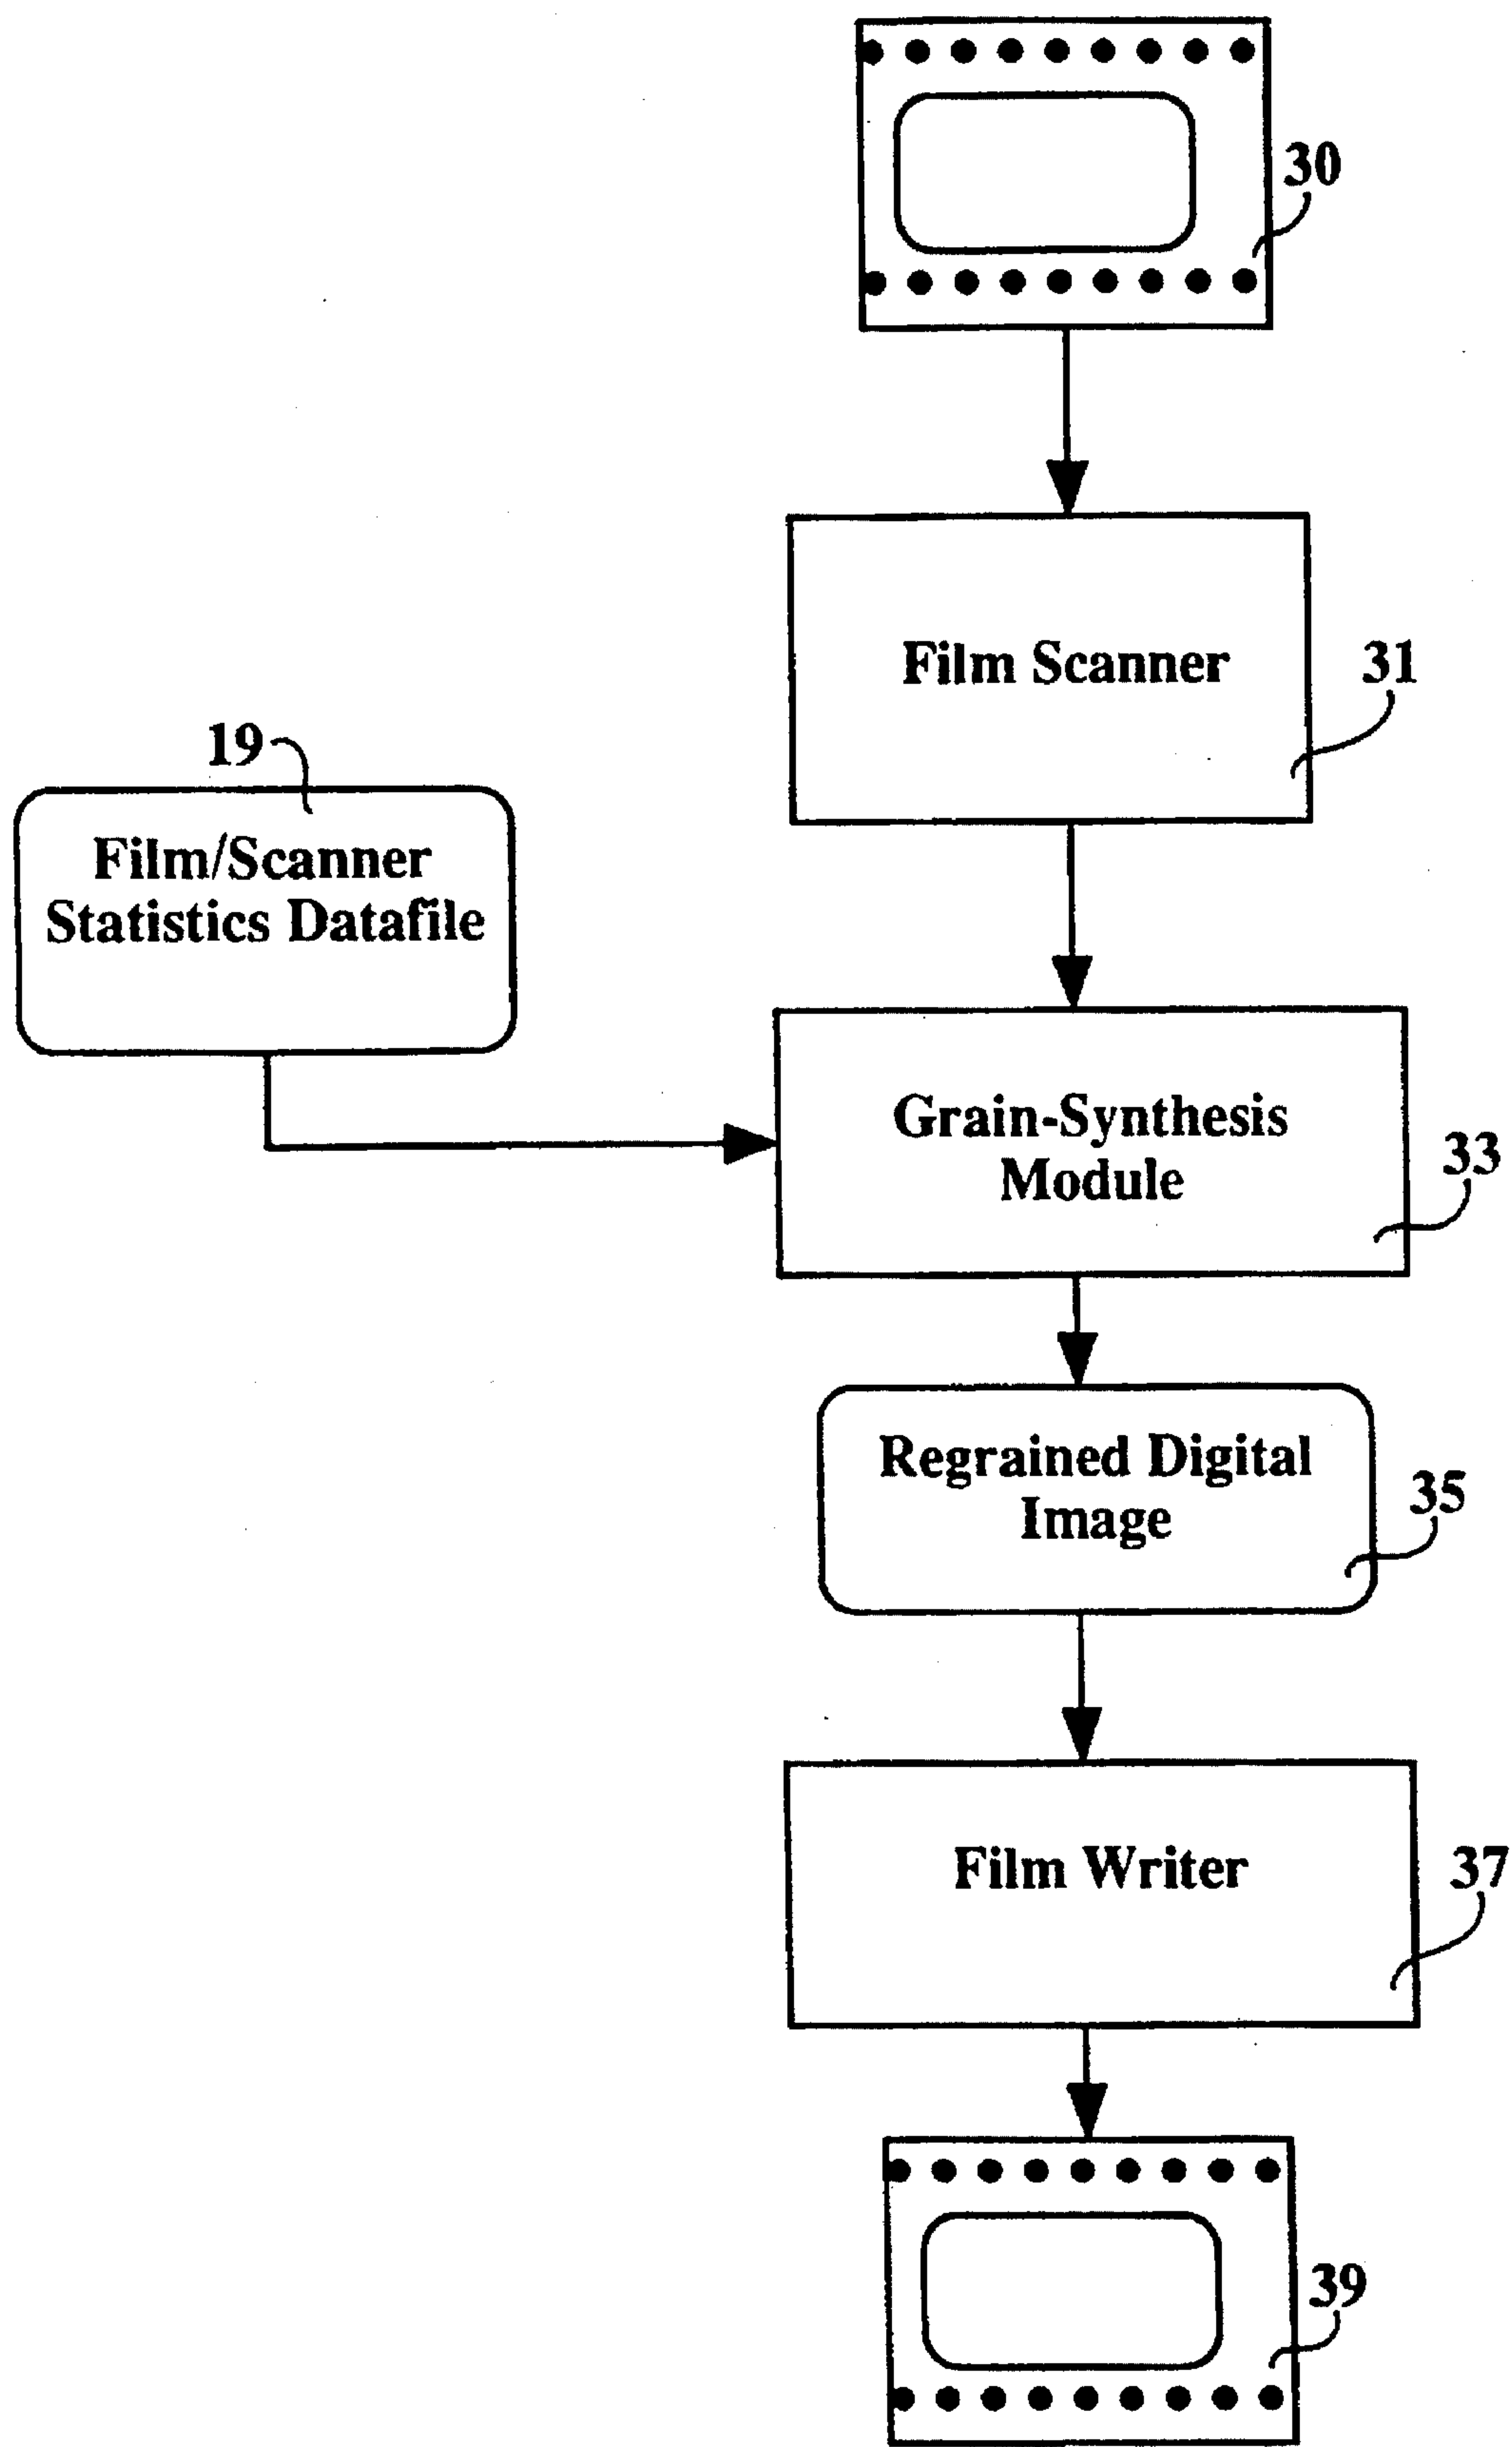 30
Film Scanner
31
19
Film/Scanner
Statistics Datafile
Grain-Synthesis
Module
33
Regrained Digital
Image
35
Film Writer
37
39